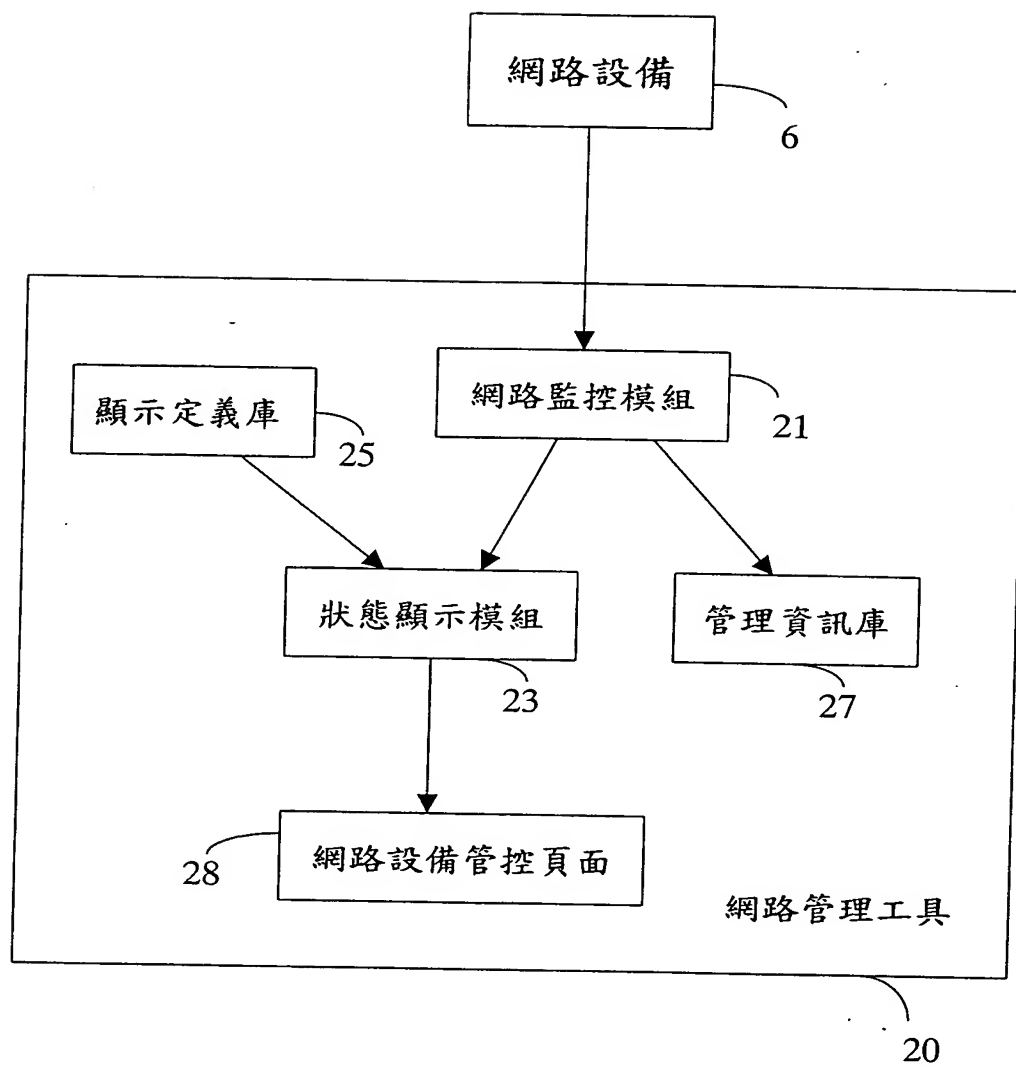 網路設備
6
網路監控模組
21
顯示定義庫
25
狀態顯示模組
23
管理資訊庫
27
網路設備管控頁面
28
網路管理工具
20